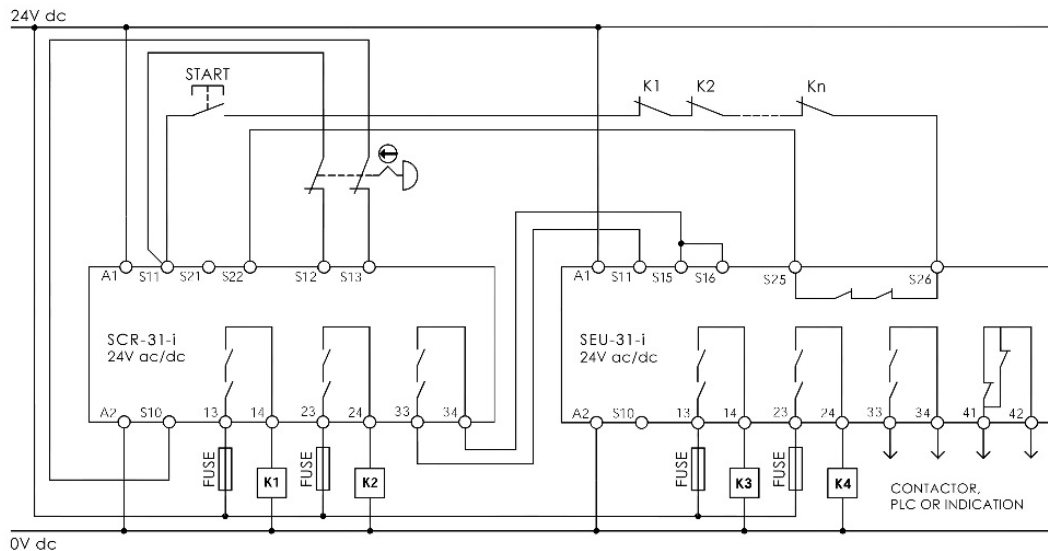 24V dc
START
K1 K2 Kn
A1 S11 S21 S22 S12 S13
A1 S11 S15 S16 S25 S26
SCR-31-i
24V ac/dc
SEU-31-i
24V ac/dc
A2 S10 13 14 23 24 33 34
A2 S10 13 14 23 24 33 34 41 42
FUSE
K1
FUSE
K2
FUSE
K3
FUSE
K4
CONTACTOR,
PLC OR INDICATION
0V dc